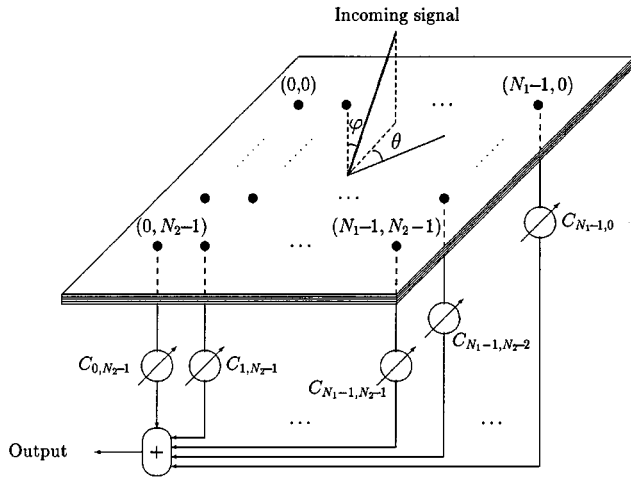 Incoming signal
(0,0)
⋯
(N₁−1, 0)
φ
θ
⋯
(0, N₂−1)
⋯
(N₁−1, N₂−1)
C_{N₁−1,0}
C_{N₁−1,N₂−2}
C_{0,N₂−1}
C_{1,N₂−1}
C_{N₁−1,N₂−1}
⋯
⋯
Output
+